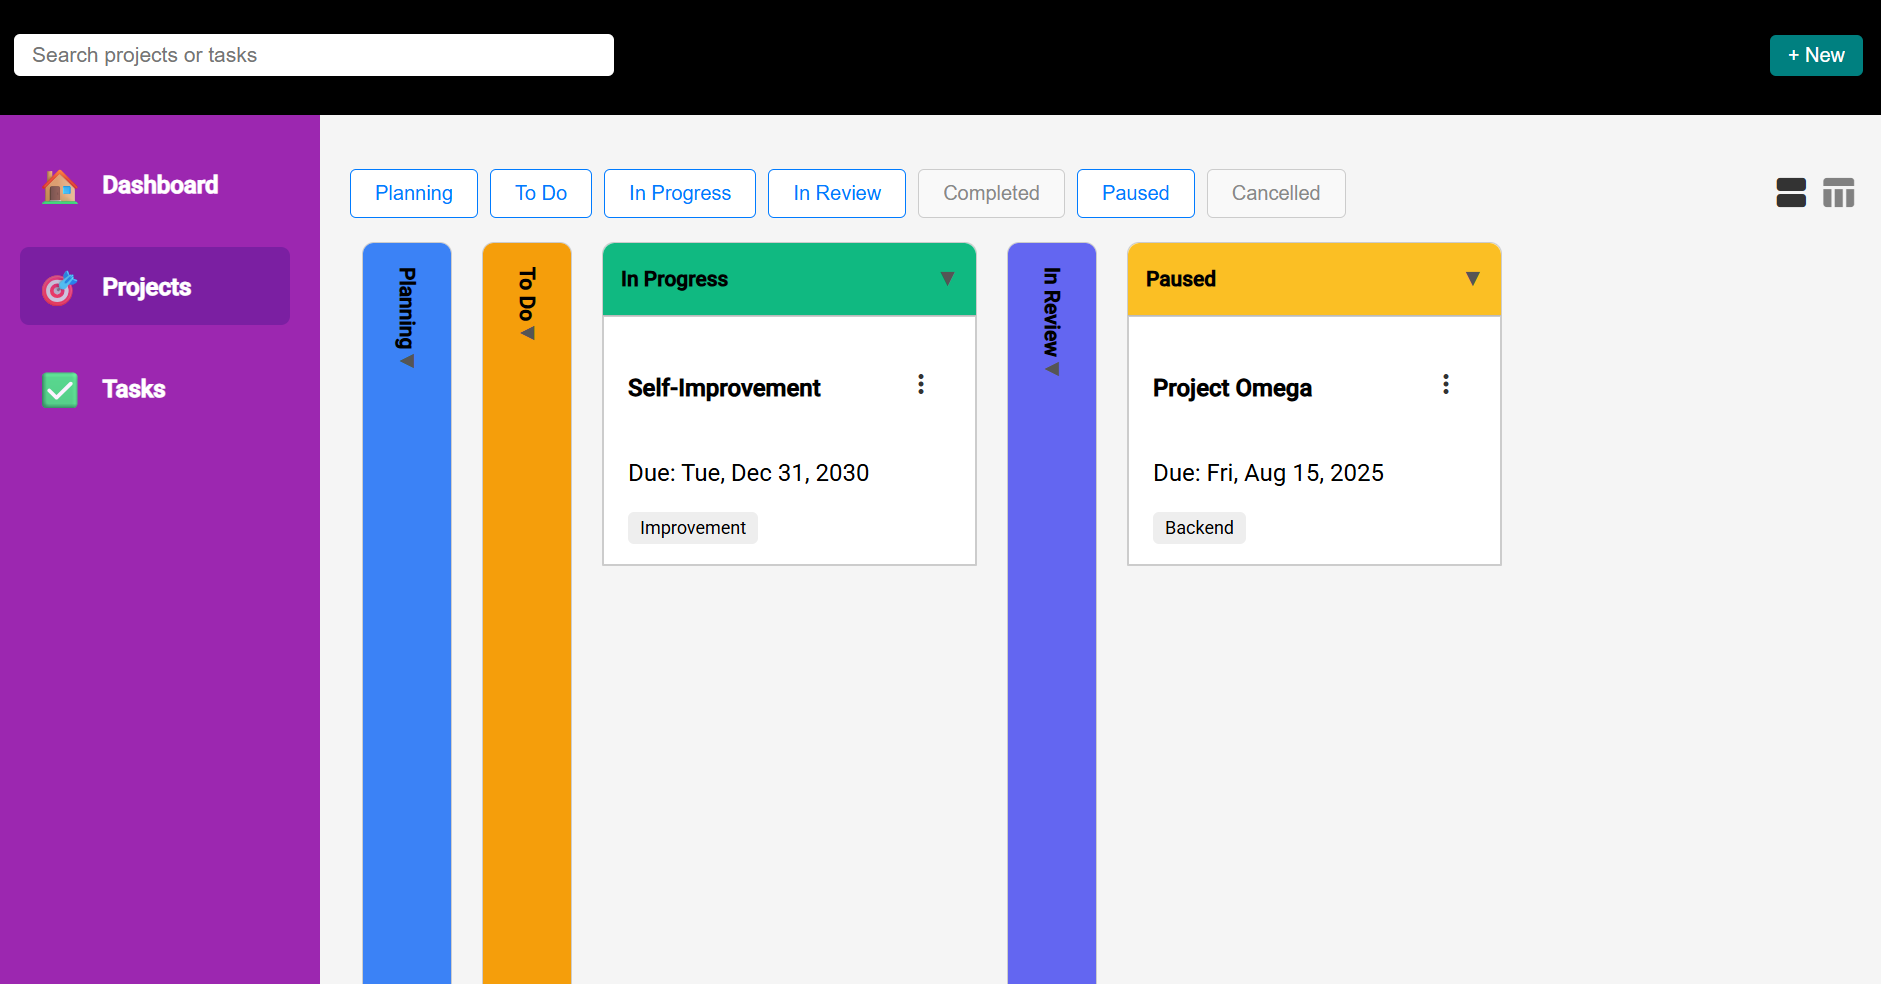 Search projects or tasks
+ New
Dashboard
Projects
Tasks
Planning
To Do
In Progress
In Review
Completed
Paused
Cancelled
Planning
To Do
In Progress
Self-Improvement
Due: Tue, Dec 31, 2030
Improvement
In Review
Paused
Project Omega
Due: Fri, Aug 15, 2025
Backend